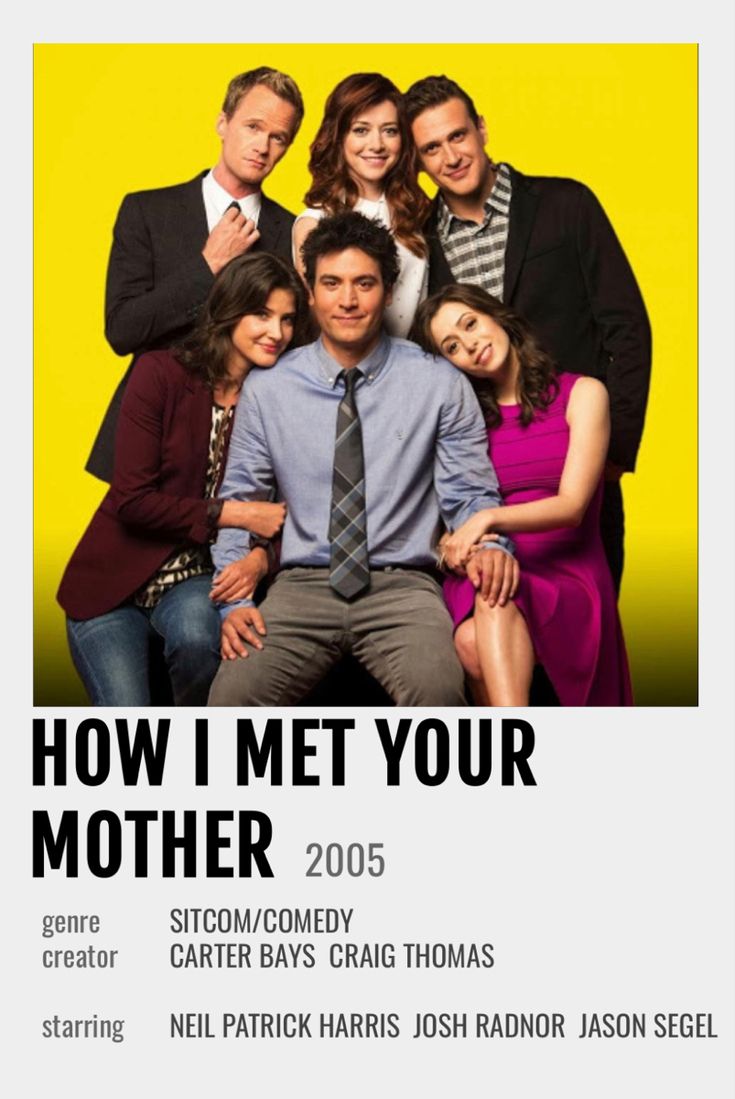 HOW I MET YOUR
MOTHER 2005
genre SITCOM/COMEDY
creator CARTER BAYS CRAIG THOMAS
starring NEIL PATRICK HARRIS JOSH RADNOR JASON SEGEL